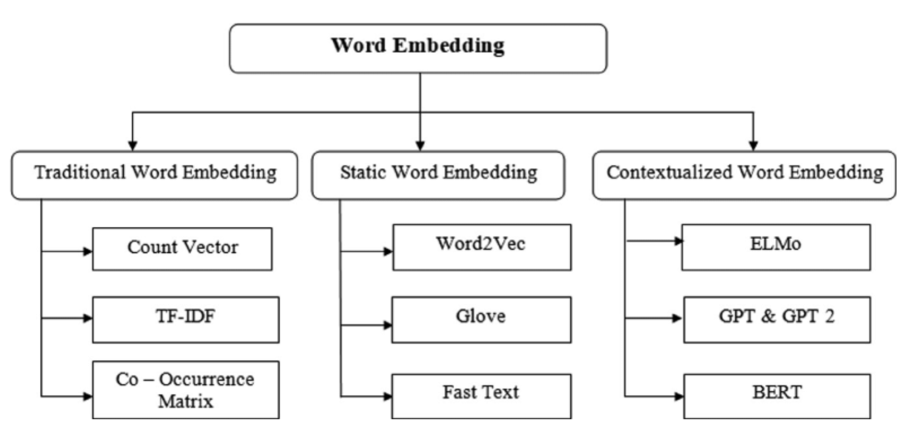 Word Embedding
Traditional Word Embedding
Static Word Embedding
Contextualized Word Embedding
Count Vector
Word2Vec
ELMo
TF-IDF
Glove
GPT & GPT 2
Co – Occurrence
Matrix
Fast Text
BERT